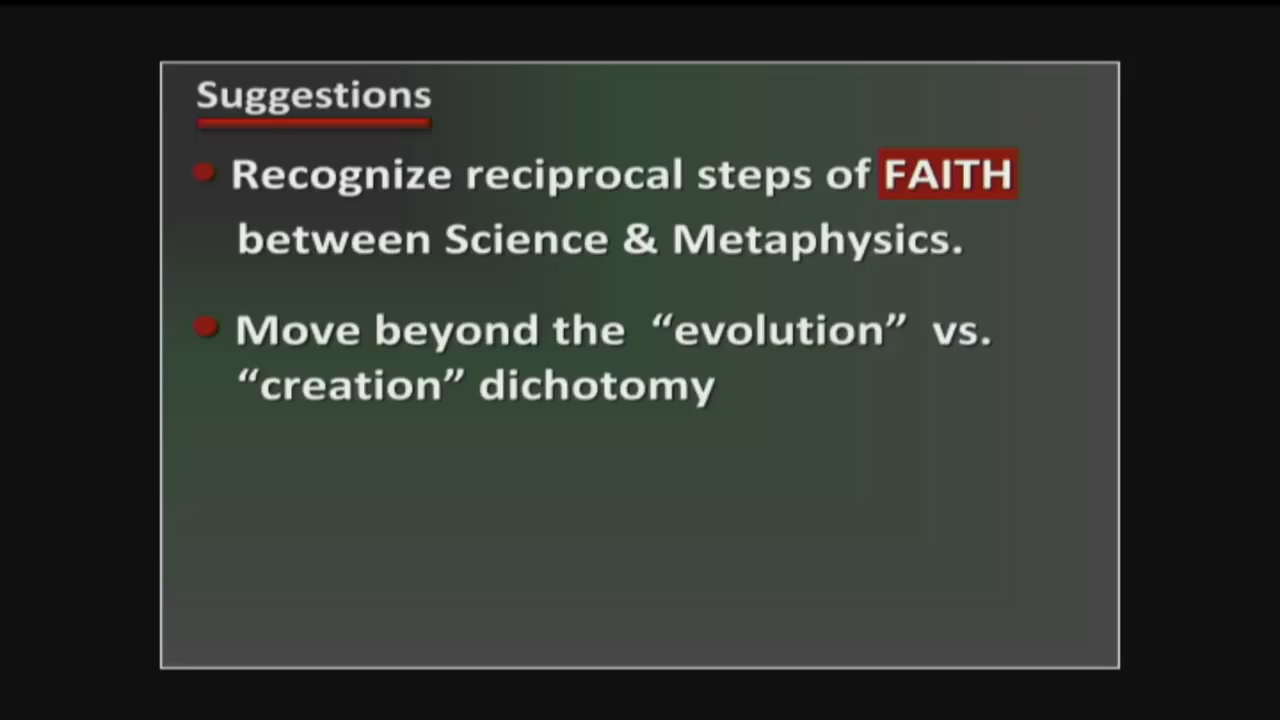 Suggestions
Recognize reciprocal steps of FAITH
between Science & Metaphysics.
Move beyond the “evolution” vs.
“creation” dichotomy